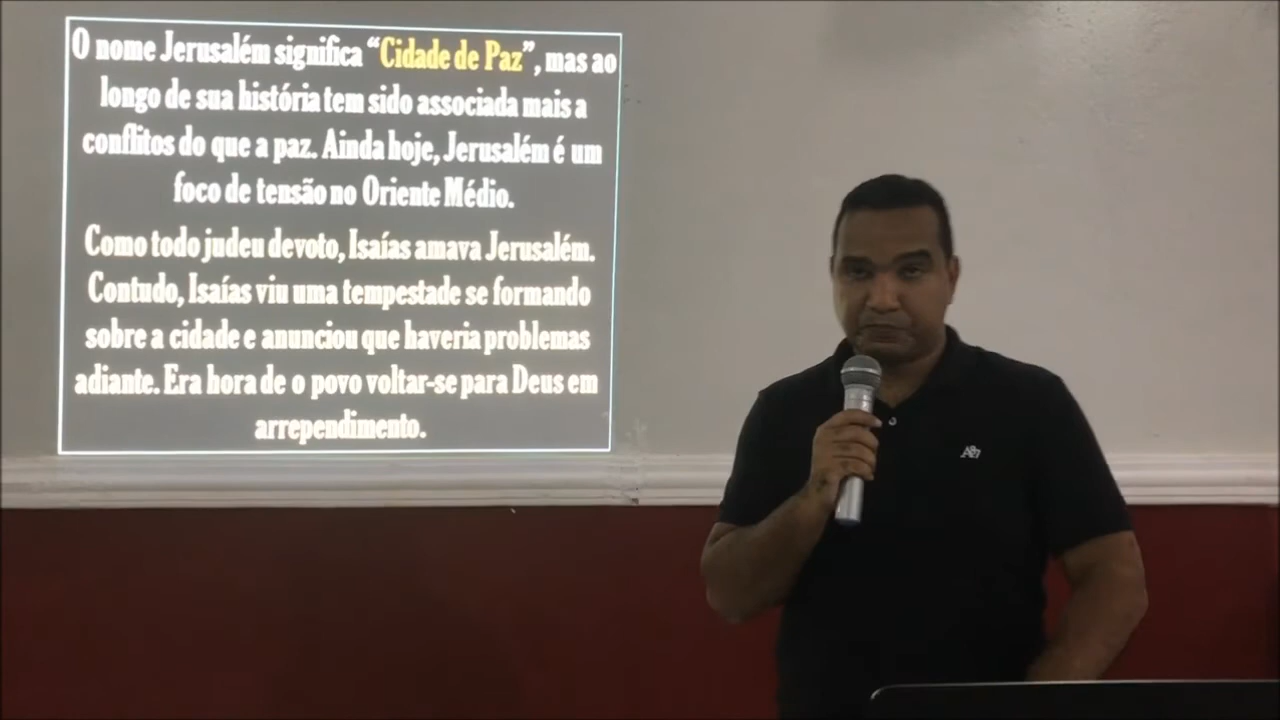 O nome Jerusalém significa “Cidade de Paz”, mas ao
longo de sua história tem sido associada mais a
conflitos do que a paz. Ainda hoje, Jerusalém é um
foco de tensão no Oriente Médio.
Como todo judeu devoto, Isaías amava Jerusalém.
Contudo, Isaías viu uma tempestade se formando
sobre a cidade e anunciou que haveria problemas
adiante. Era hora de o povo voltar-se para Deus em
arrependimento.